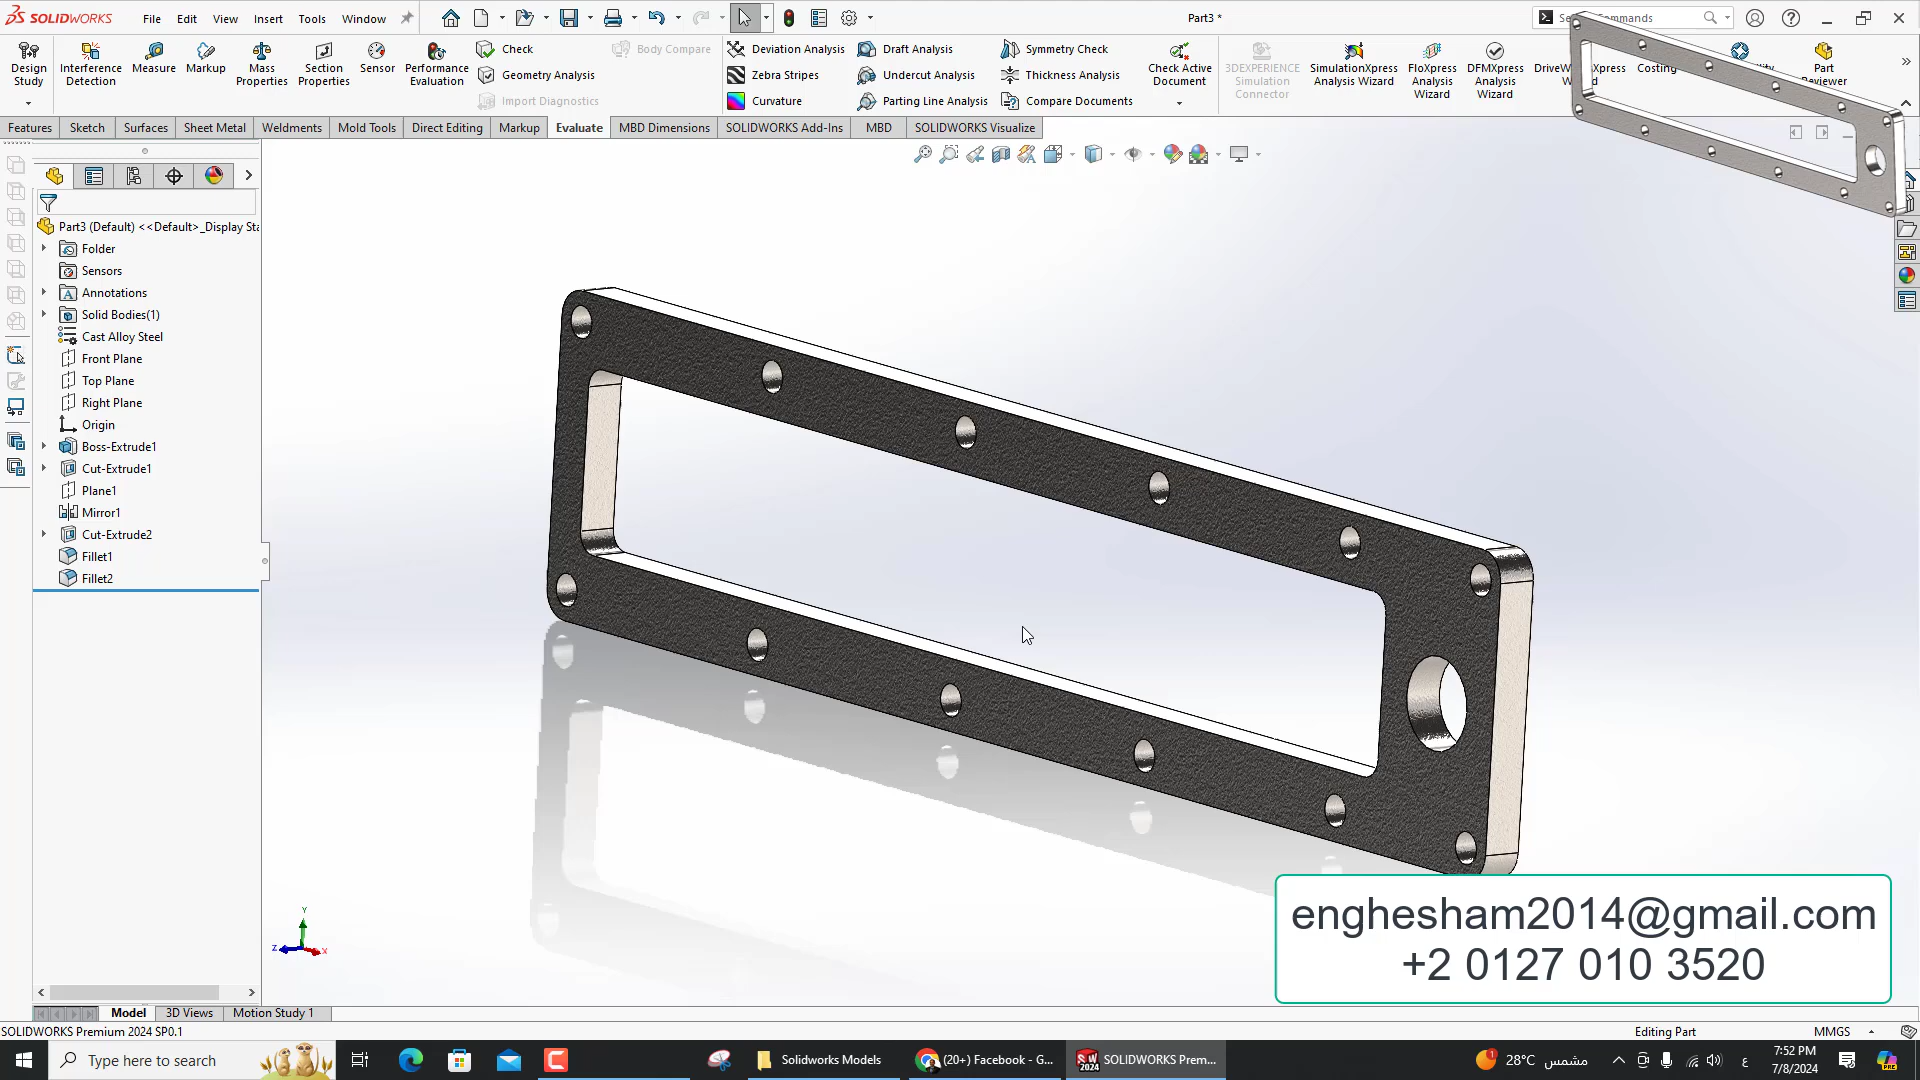 SOLIDWORKS File Edit View Insert Tools Window Part3 *
Design Study
Interference Detection
Measure
Markup
Mass Properties
Section Properties
Sensor
Performance Evaluation
Check
Geometry Analysis
Import Diagnostics
Body Compare
Deviation Analysis
Zebra Stripes
Curvature
Draft Analysis
Undercut Analysis
Parting Line Analysis
Symmetry Check
Thickness Analysis
Compare Documents
Check Active Document
3DEXPERIENCE Simulation Connector
SimulationXpress Analysis Wizard
FloXpress Analysis Wizard
DFMXpress Analysis Wizard
Costing
Part Reviewer
Features Sketch Surfaces Sheet Metal Weldments Mold Tools Direct Editing Markup Evaluate MBD Dimensions SOLIDWORKS Add-Ins MBD SOLIDWORKS Visualize
Part3 (Default) <<Default>_Display Sta
Folder
Sensors
Annotations
Solid Bodies(1)
Cast Alloy Steel
Front Plane
Top Plane
Right Plane
Origin
Boss-Extrude1
Cut-Extrude1
Plane1
Mirror1
Cut-Extrude2
Fillet1
Fillet2
Y
Z
X
enghesham2014@gmail.com
+2 0127 010 3520
Model 3D Views Motion Study 1
SOLIDWORKS Premium 2024 SP0.1 Editing Part MMGS
Type here to search
Solidworks Models
(20+) Facebook - G...
SOLIDWORKS Prem...
28°C مشمس
ع
7:52 PM
7/8/2024